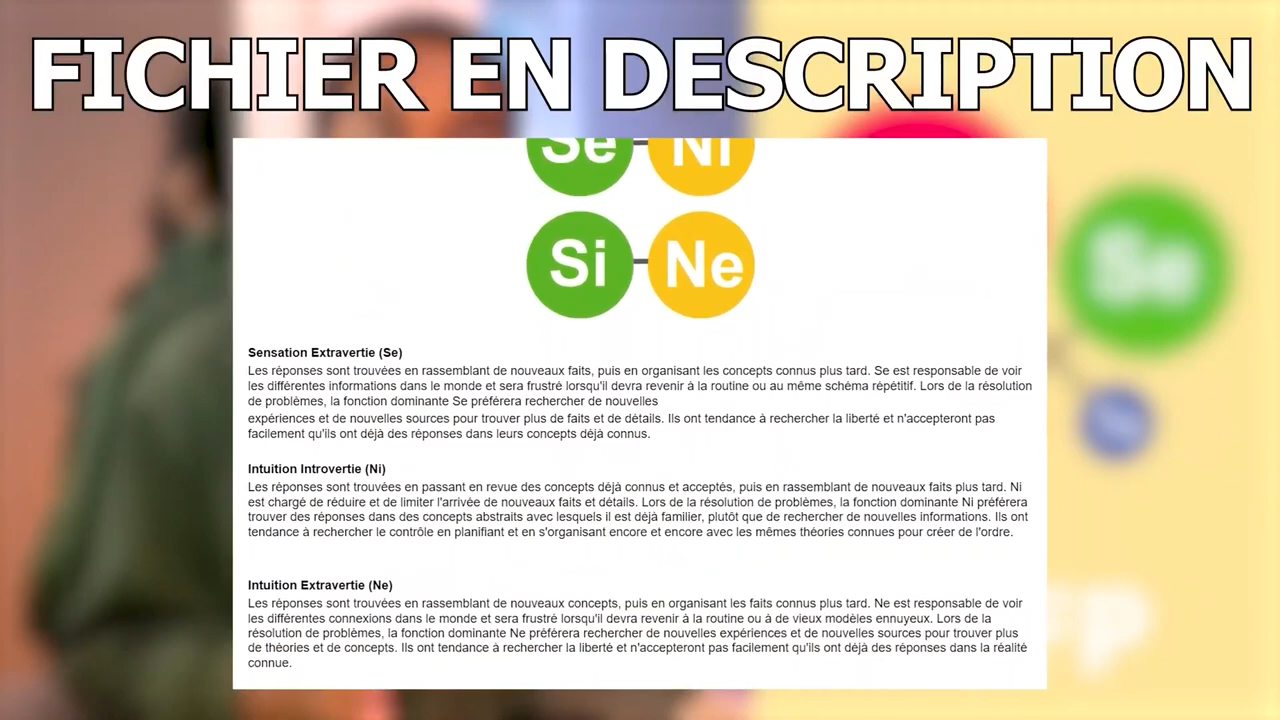 FICHIER EN DESCRIPTION
Se Ni
Si Ne
Se
Sensation Extravertie (Se)
Les réponses sont trouvées en rassemblant de nouveaux faits, puis en organisant les concepts connus plus tard. Se est responsable de voir
les différentes informations dans le monde et sera frustré lorsqu'il devra revenir à la routine ou au même schéma répétitif. Lors de la résolution
de problèmes, la fonction dominante Se préférera rechercher de nouvelles
expériences et de nouvelles sources pour trouver plus de faits et de détails. Ils ont tendance à rechercher la liberté et n'accepteront pas
facilement qu'ils ont déjà des réponses dans leurs concepts déjà connus.
Intuition Introvertie (Ni)
Les réponses sont trouvées en passant en revue des concepts déjà connus et acceptés, puis en rassemblant de nouveaux faits plus tard. Ni
est chargé de réduire et de limiter l'arrivée de nouveaux faits et détails. Lors de la résolution de problèmes, la fonction dominante Ni préférera
trouver des réponses dans des concepts abstraits avec lesquels il est déjà familier, plutôt que de rechercher de nouvelles informations. Ils ont
tendance à rechercher le contrôle en planifiant et en s'organisant encore et encore avec les mêmes théories connues pour créer de l'ordre.
Intuition Extravertie (Ne)
Les réponses sont trouvées en rassemblant de nouveaux concepts, puis en organisant les faits connus plus tard. Ne est responsable de voir
les différentes connexions dans le monde et sera frustré lorsqu'il devra revenir à la routine ou à de vieux modèles ennuyeux. Lors de la
résolution de problèmes, la fonction dominante Ne préférera rechercher de nouvelles expériences et de nouvelles sources pour trouver plus
de théories et de concepts. Ils ont tendance à rechercher la liberté et n'accepteront pas facilement qu'ils ont déjà des réponses dans la réalité
connue.